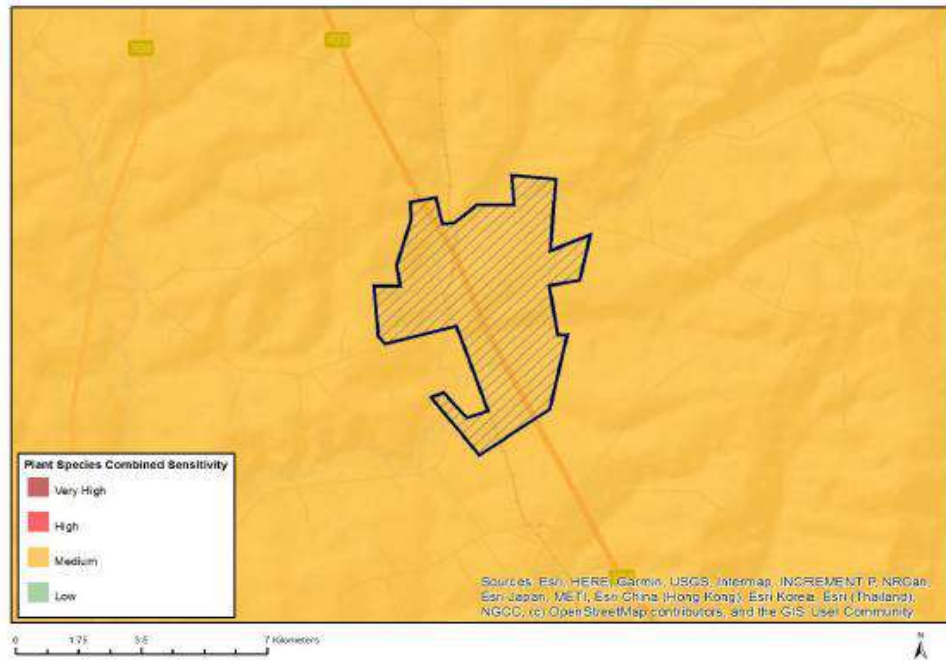 Plant Species Combined Sensitivity
Very High
High
Medium
Low
Sources: Esri, HERE, Garmin, USGS, Intermap, INCREMENT P, NRCan,
Esri Japan, METI, Esri China (Hong Kong), Esri Korea, Esri (Thailand),
NGCC, (c) OpenStreetMap contributors, and the GIS User Community
0 1.75 3.5 7 Kilometers
N